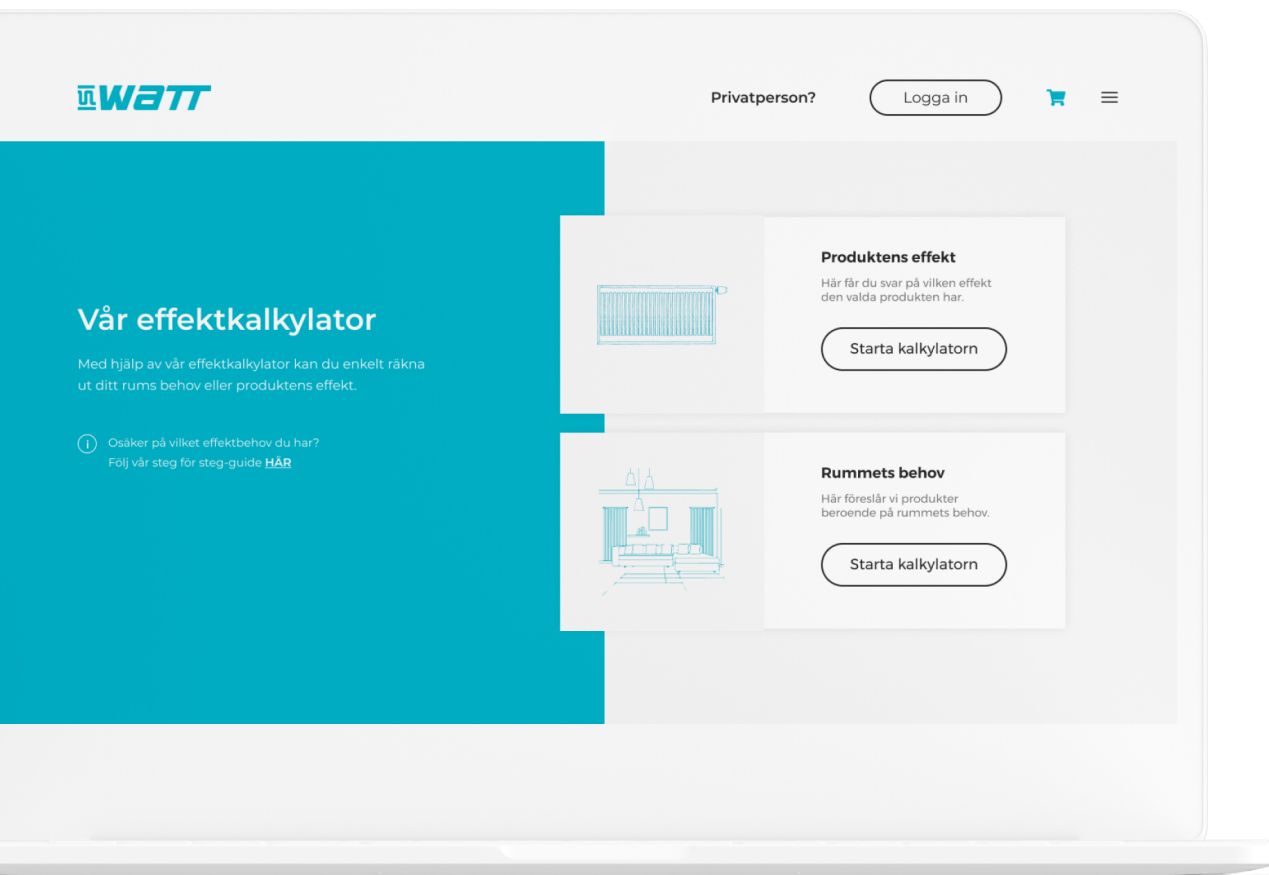 WATT
Privatperson?
Logga in
Vår effektkalkylator
Med hjälp av vår effektkalkylator kan du enkelt räkna
ut ditt rums behov eller produktens effekt.
Osäker på vilket effektbehov du har?
Följ vår steg för steg-guide HÄR
Produktens effekt
Här får du svar på vilken effekt
den valda produkten har.
Starta kalkylatorn
Rummets behov
Här föreslår vi produkter
beroende på rummets behov.
Starta kalkylatorn